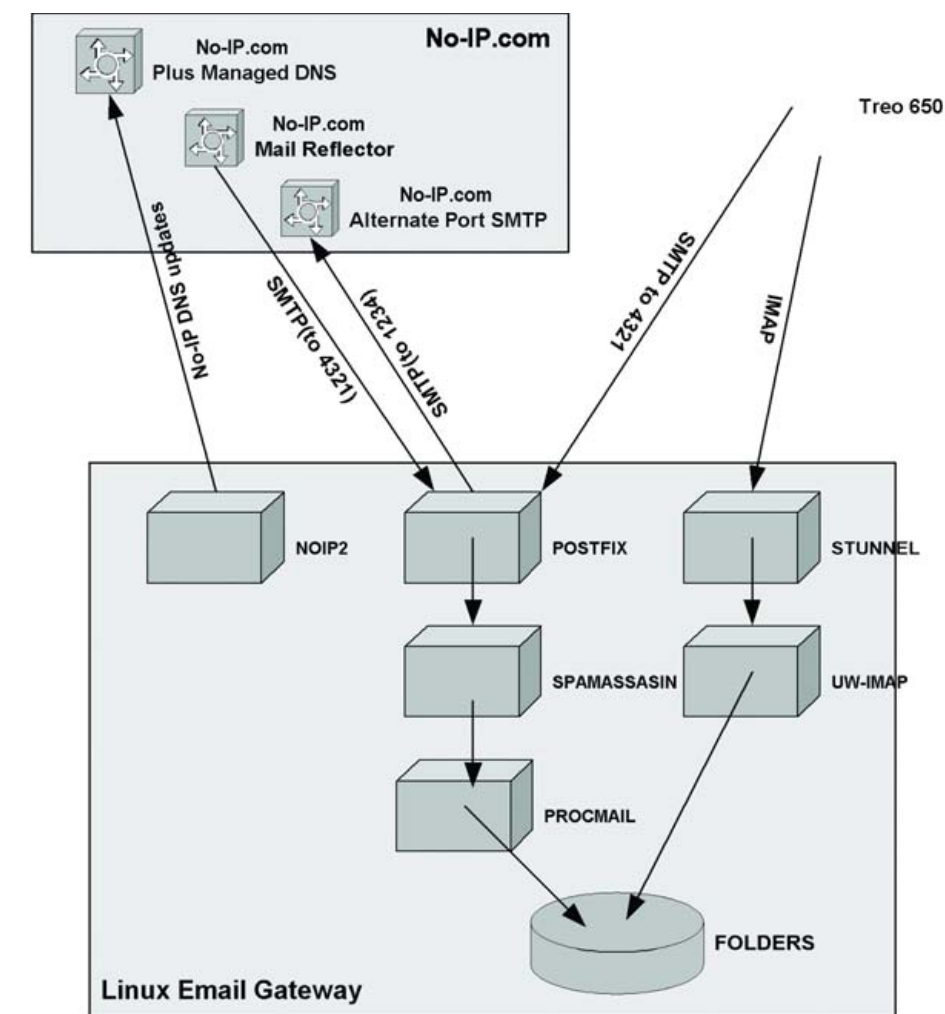 No-IP.com
No-IP.com
Plus Managed DNS
No-IP.com
Mail Reflector
No-IP.com
Alternate Port SMTP
Treo 650
No-IP DNS updates
SMTP(to 4321)
SMTP(to 1234)
SMTP to 4321
IMAP
NOIP2
POSTFIX
STUNNEL
SPAMASSASIN
UW-IMAP
PROCMAIL
FOLDERS
Linux Email Gateway